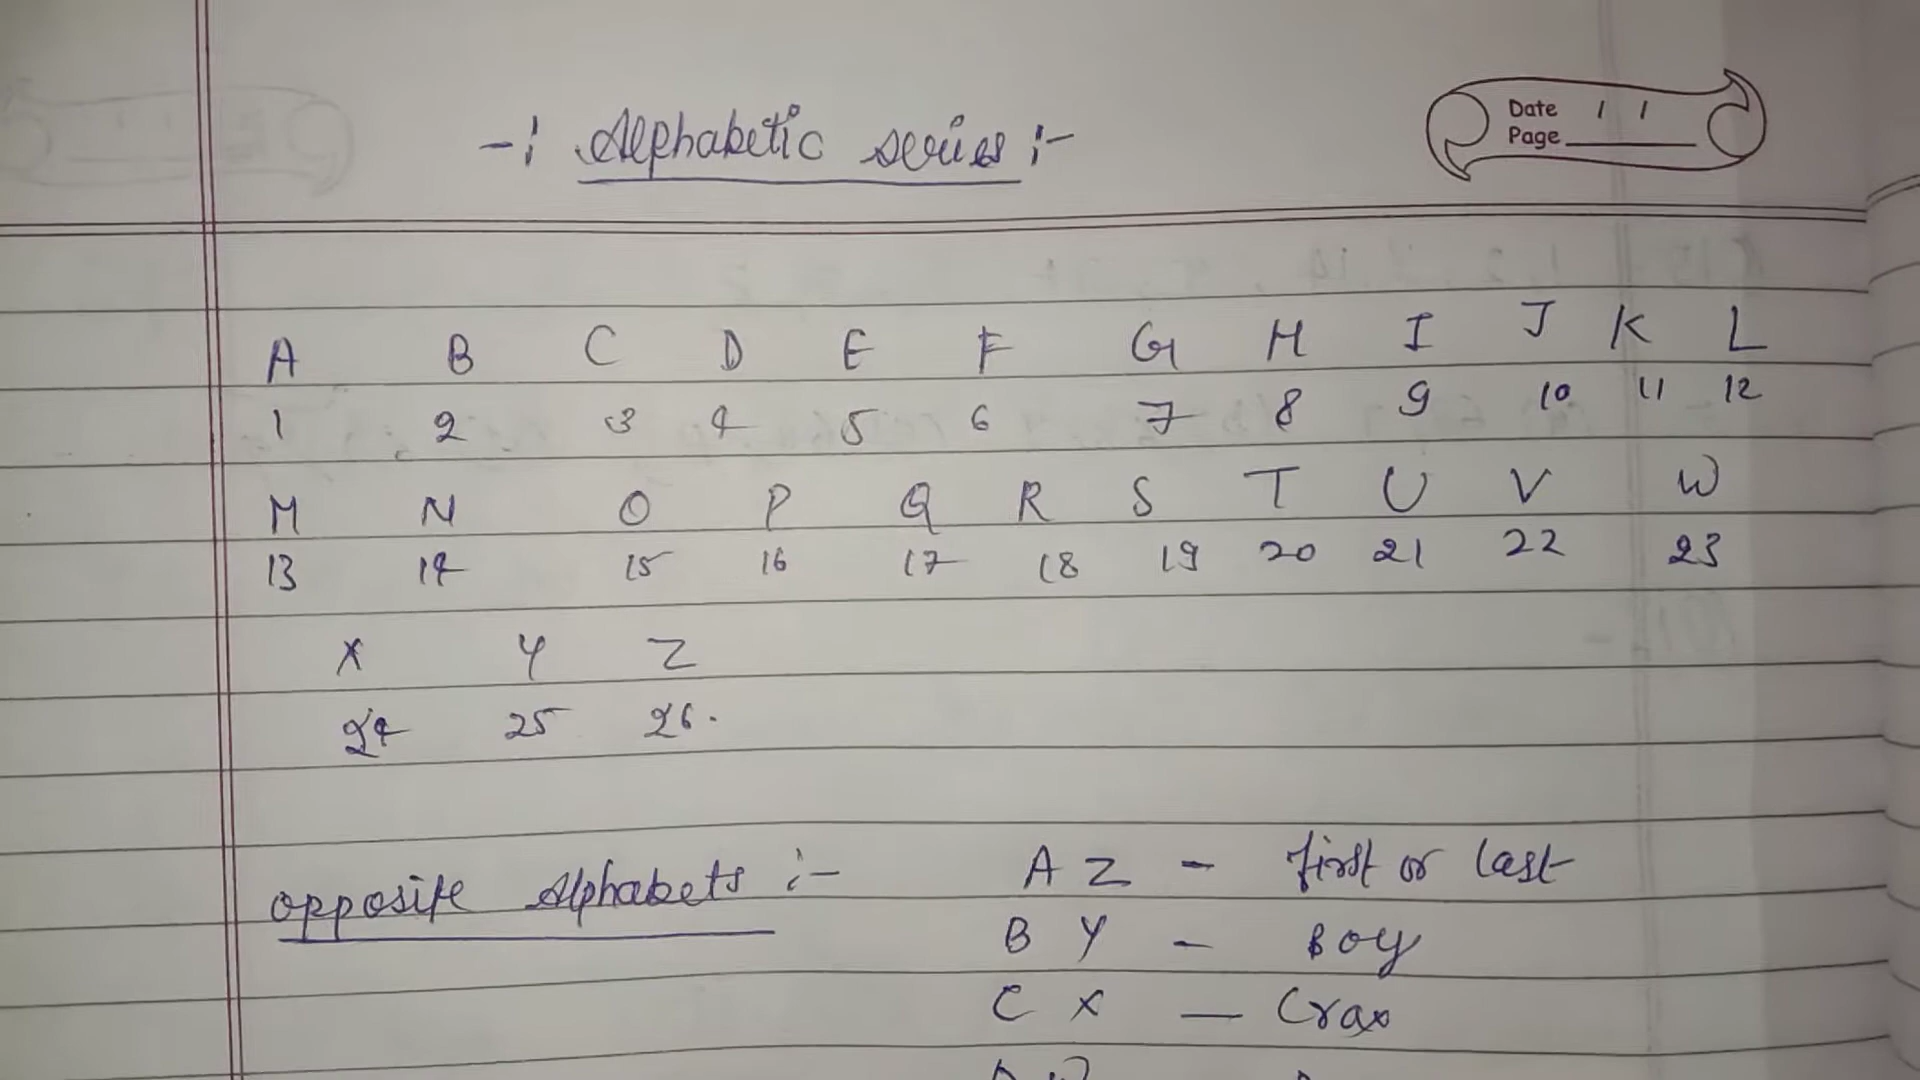 -: Alphabetic series :-
Date / /
Page
A B C D E F G H I J K L
1 2 3 4 5 6 7 8 9 10 11 12
M N O P Q R S T U V W
13 14 15 16 17 18 19 20 21 22 23
X Y Z
24 25 26.
opposite Alphabets :- A Z - first or last
B Y - Boy
C X - Crax